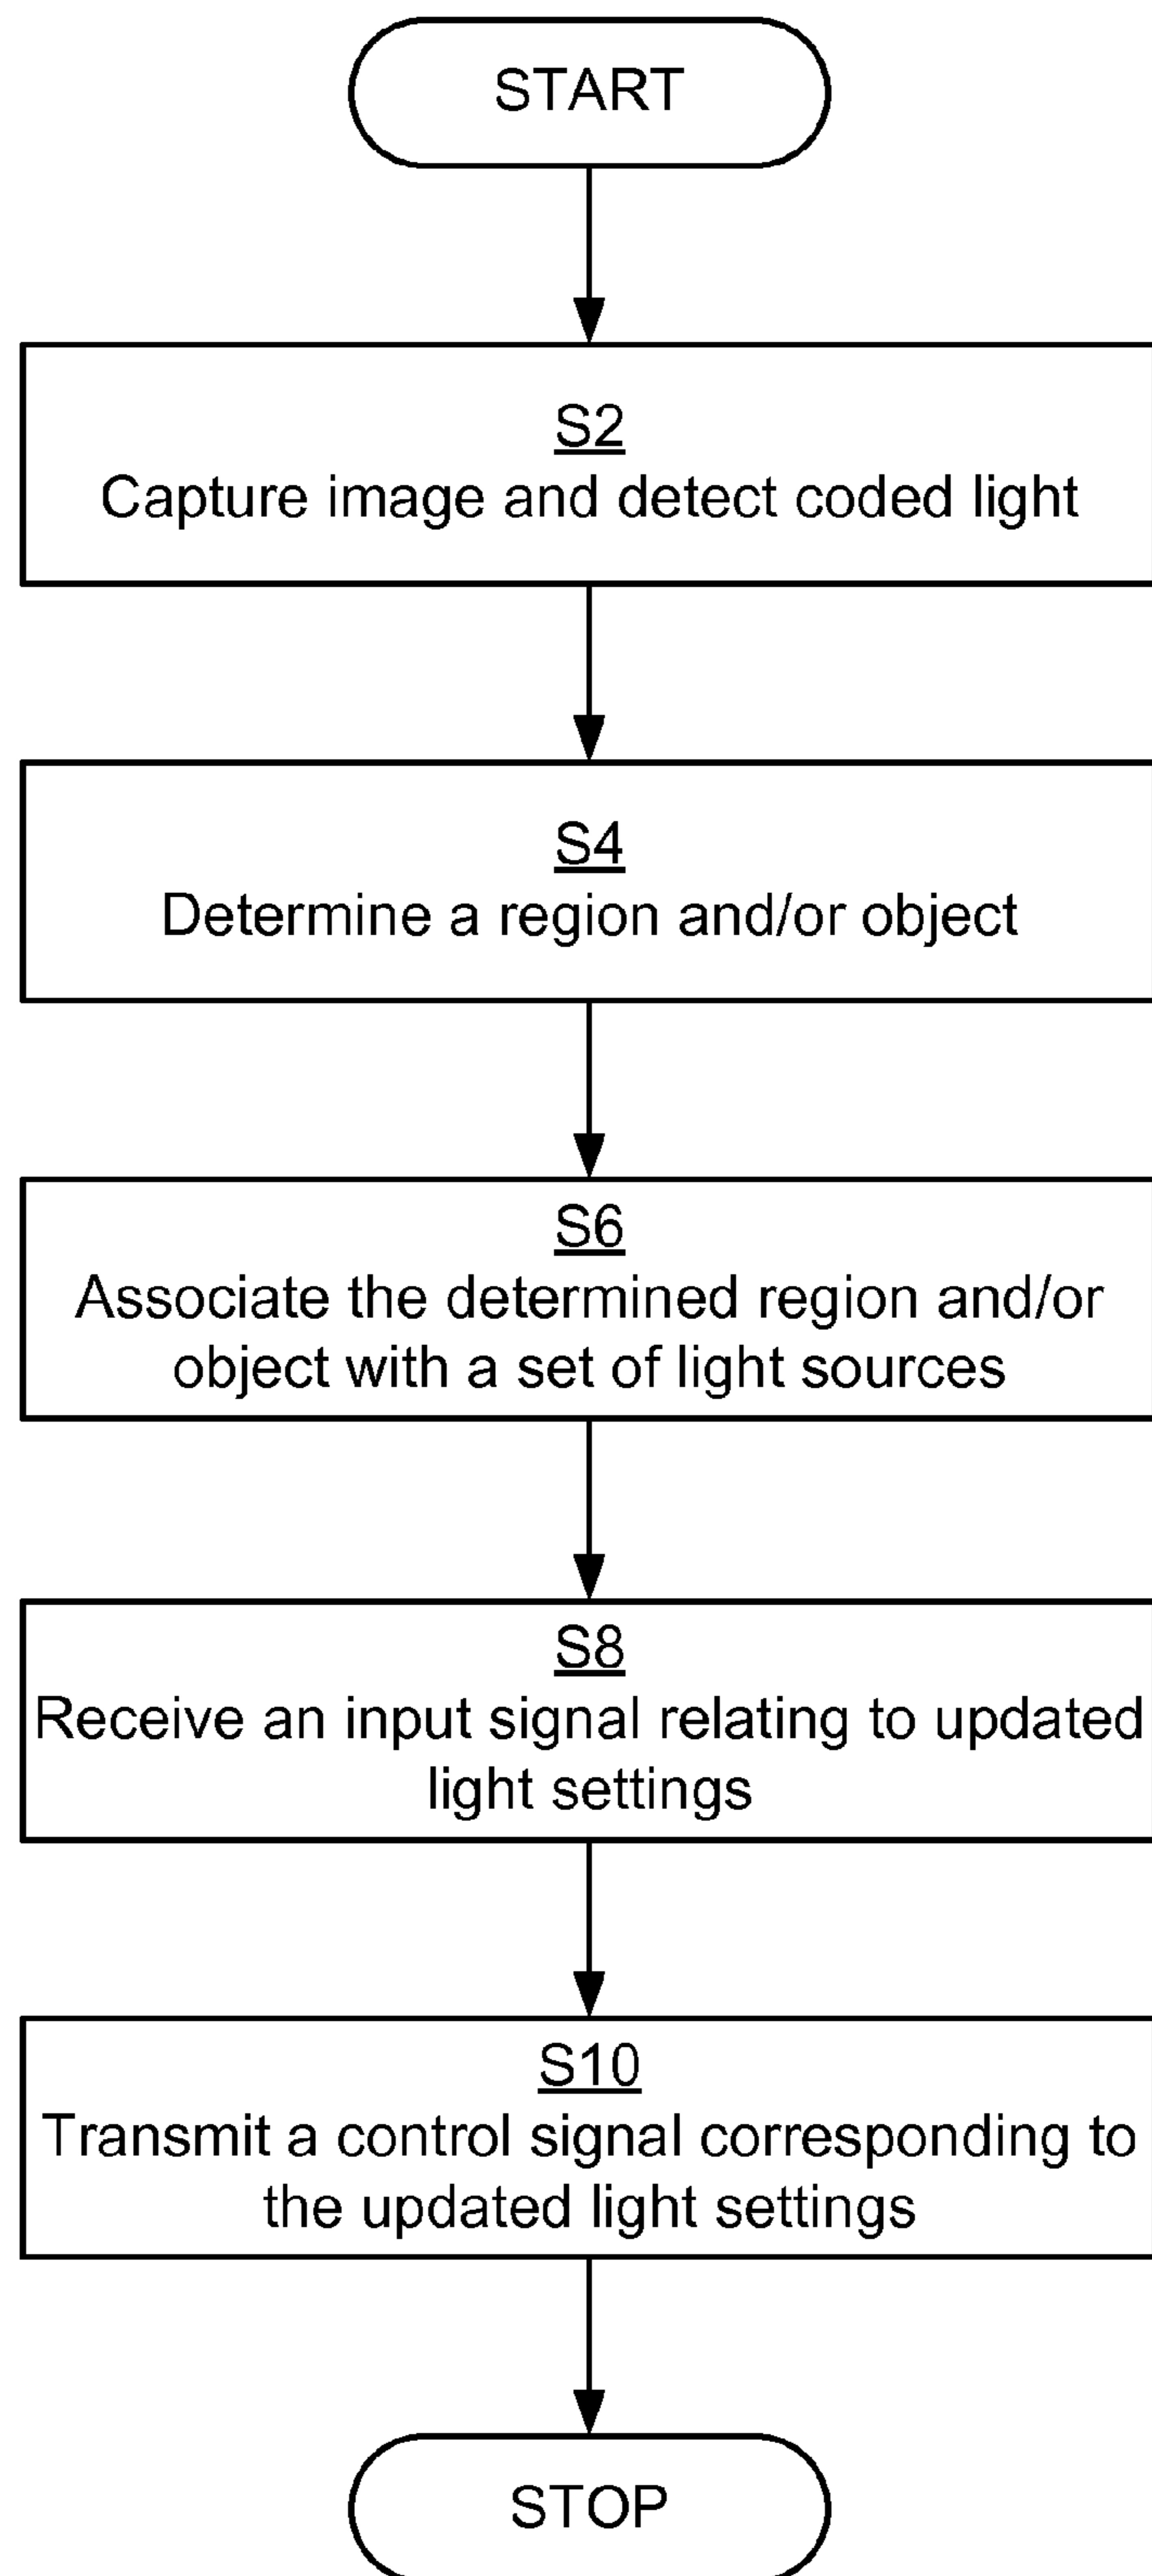 START
S2
Capture image and detect coded light
S4
Determine a region and/or object
S6
Associate the determined region and/or
object with a set of light sources
S8
Receive an input signal relating to updated
light settings
S10
Transmit a control signal corresponding to
the updated light settings
STOP